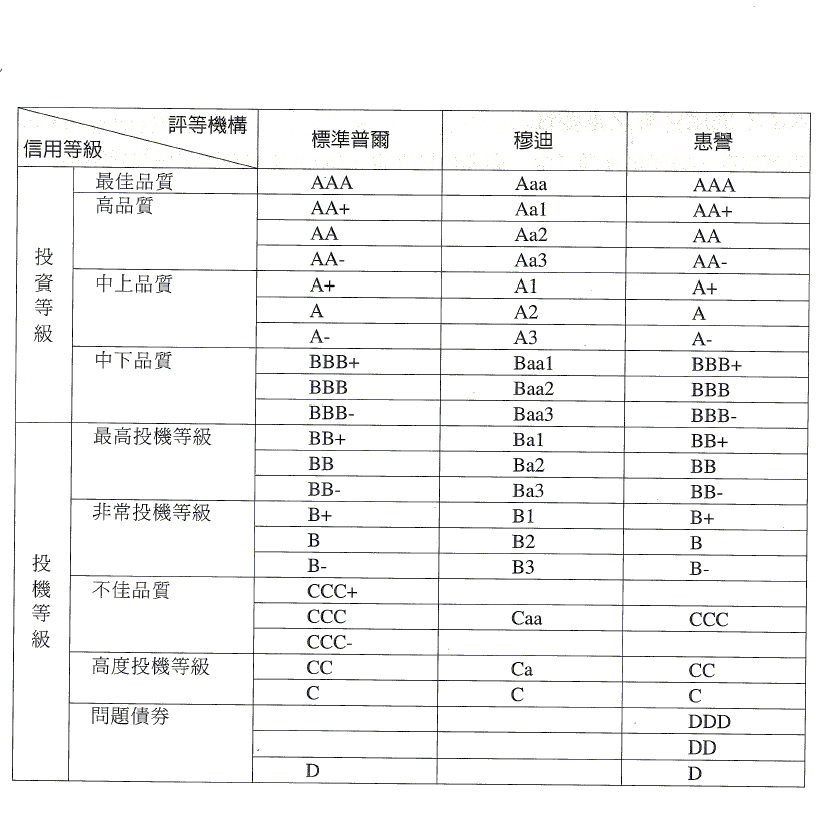 評等機構
信用等級 標準普爾 穆迪 惠譽
投資等級
最佳品質 AAA Aaa AAA
高品質 AA+ Aa1 AA+
AA Aa2 AA
AA- Aa3 AA-
中上品質 A+ A1 A+
A A2 A
A- A3 A-
中下品質 BBB+ Baa1 BBB+
BBB Baa2 BBB
BBB- Baa3 BBB-
投機等級
最高投機等級 BB+ Ba1 BB+
BB Ba2 BB
BB- Ba3 BB-
非常投機等級 B+ B1 B+
B B2 B
B- B3 B-
不佳品質 CCC+
CCC Caa CCC
CCC-
高度投機等級 CC Ca CC
C C C
問題債券 DDD
DD
D D